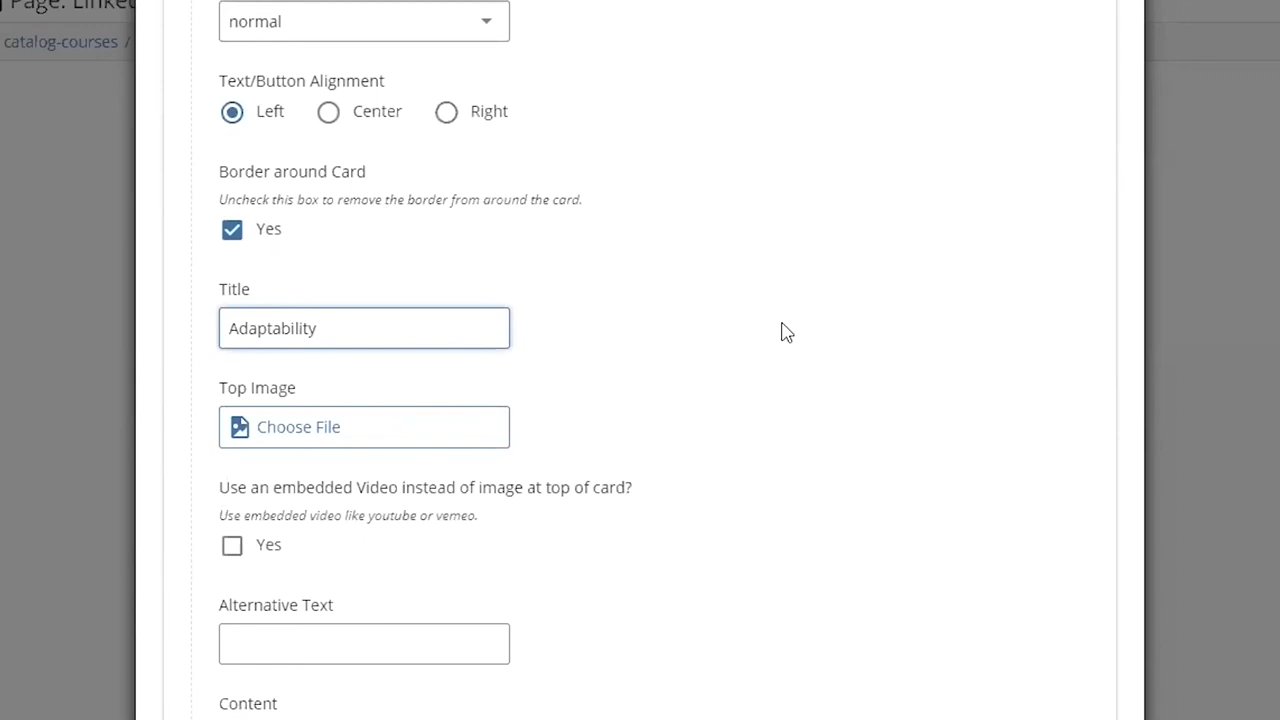 Page: Linked
catalog-courses /
normal
Text/Button Alignment
Left Center Right
Border around Card
Uncheck this box to remove the border from around the card.
Yes
Title
Adaptability
Top Image
Choose File
Use an embedded Video instead of image at top of card?
Use embedded video like youtube or vemeo.
Yes
Alternative Text
Content